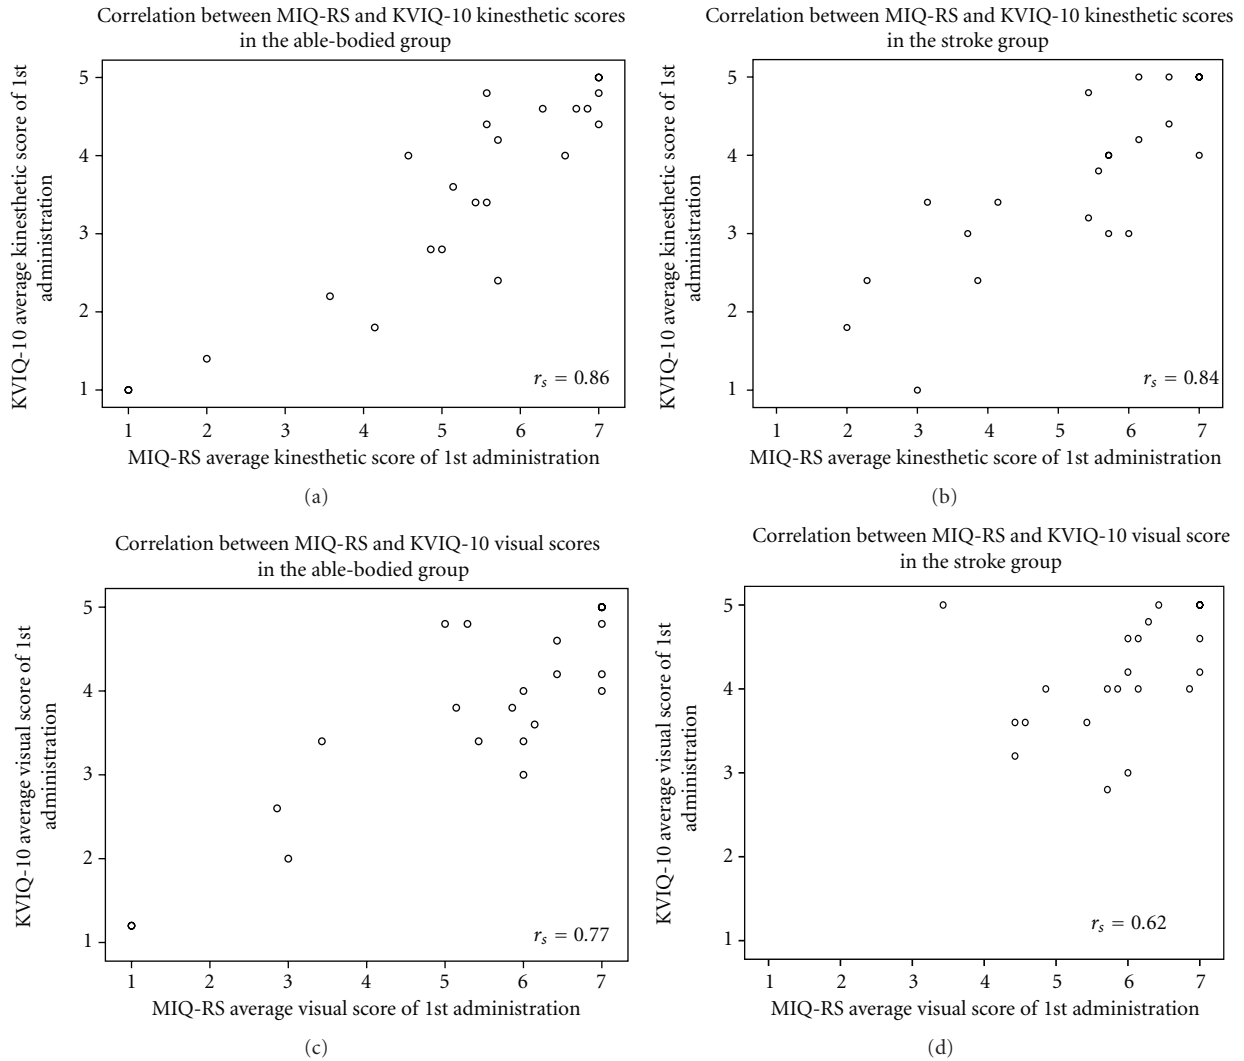 Correlation between MIQ-RS and KVIQ-10 kinesthetic scores
in the able-bodied group
KVIQ-10 average kinesthetic score of 1st
administration
5
4
3
2
1
r_s = 0.86
1 2 3 4 5 6 7
MIQ-RS average kinesthetic score of 1st administration
(a)
Correlation between MIQ-RS and KVIQ-10 kinesthetic scores
in the stroke group
KVIQ-10 average kinesthetic score of 1st
administration
5
4
3
2
1
r_s = 0.84
1 2 3 4 5 6 7
MIQ-RS average kinesthetic score of 1st administration
(b)
Correlation between MIQ-RS and KVIQ-10 visual scores
in the able-bodied group
KVIQ-10 average visual score of 1st
administration
5
4
3
2
1
r_s = 0.77
1 2 3 4 5 6 7
MIQ-RS average visual score of 1st administration
(c)
Correlation between MIQ-RS and KVIQ-10 visual score
in the stroke group
KVIQ-10 average visual score of 1st
administration
5
4
3
2
1
r_s = 0.62
1 2 3 4 5 6 7
MIQ-RS average visual score of 1st administration
(d)